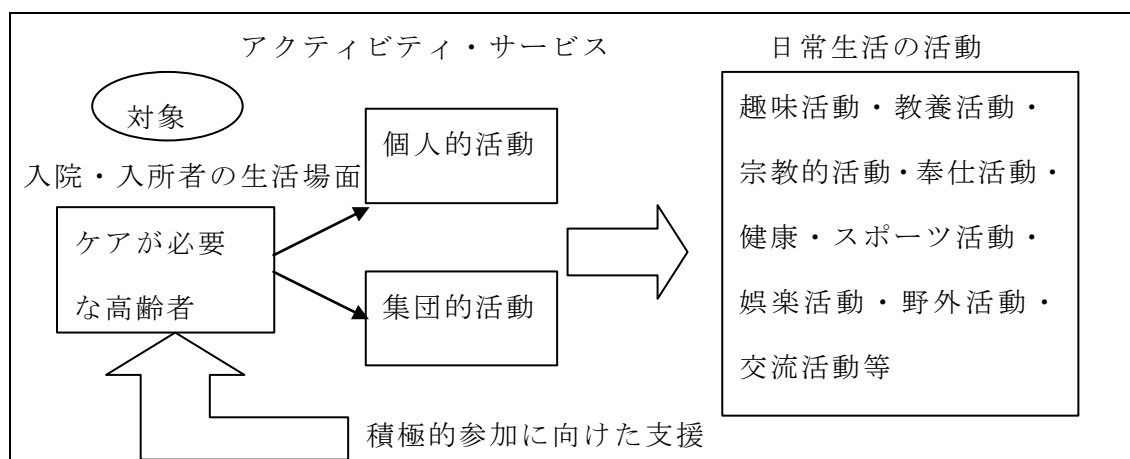 アクティビティ・サービス
日常生活の活動
対象
入院・入所者の生活場面
ケアが必要
な高齢者
個人的活動
集団的活動
趣味活動・教養活動・
宗教的活動・奉仕活動・
健康・スポーツ活動・
娯楽活動・野外活動・
交流活動等
積極的参加に向けた支援